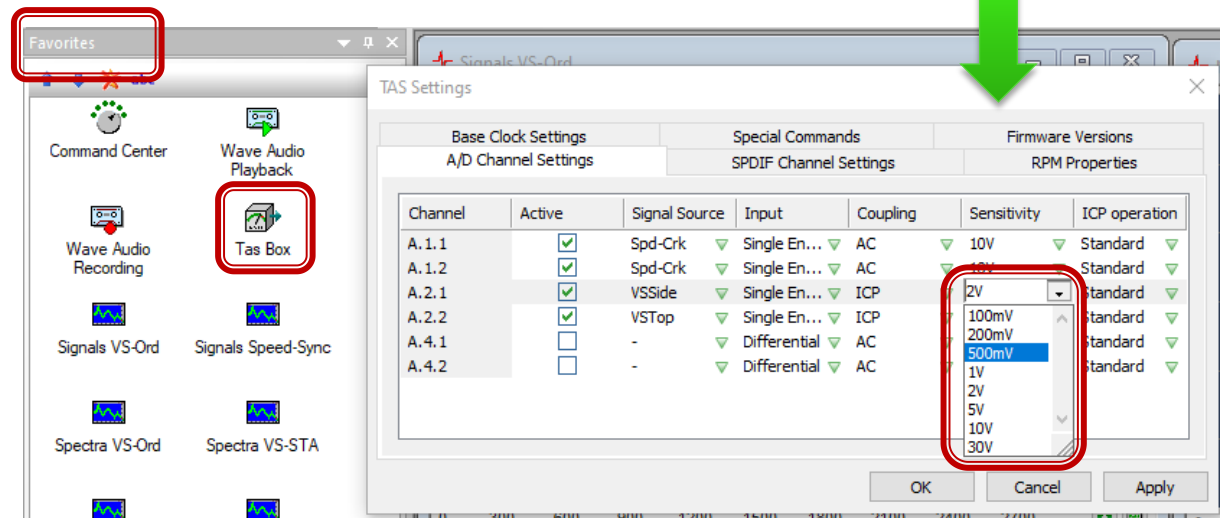 Favorites
abc
Command Center
Wave Audio
Playback
Wave Audio
Recording
Tas Box
Signals VS-Ord
Signals Speed-Sync
Spectra VS-Ord
Spectra VS-STA
Signals VS-Ord
TAS Settings
Base Clock Settings Special Commands Firmware Versions
A/D Channel Settings SPDIF Channel Settings RPM Properties
Channel Active Signal Source Input Coupling Sensitivity ICP operation
A.1.1 Spd-Crk Single En... AC 10V Standard
A.1.2 Spd-Crk Single En... AC 10V Standard
A.2.1 VSSide Single En... ICP 2V Standard
A.2.2 VSTop Single En... ICP Standard
A.4.1 - Differential AC Standard
A.4.2 - Differential AC Standard
100mV
200mV
500mV
1V
2V
5V
10V
30V
OK Cancel Apply